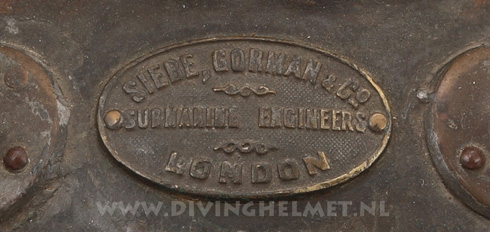 SIEBE, GORMAN & Co.
SUBMARINE ENGINEERS
LONDON
WWW.DIVINGHELMET.NL